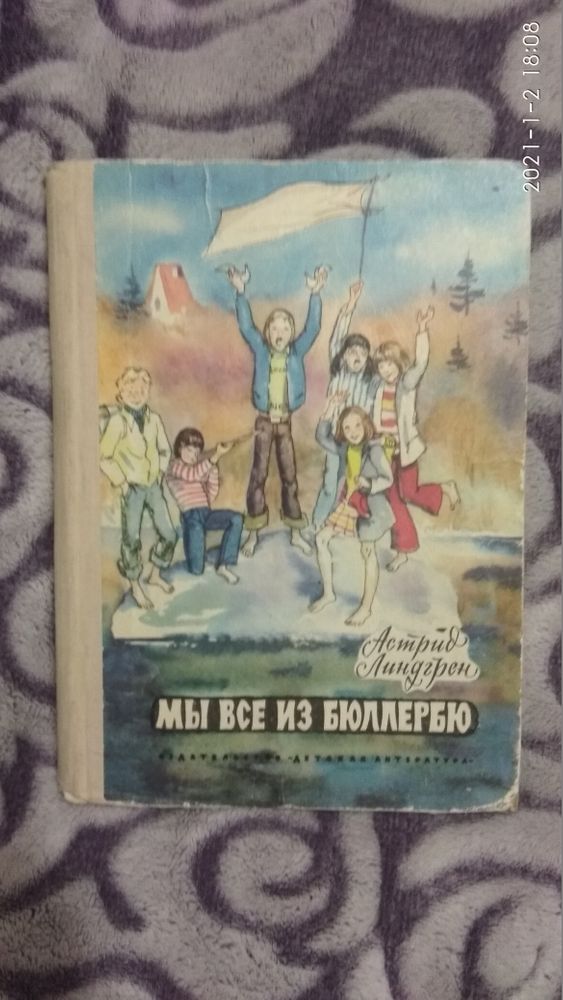 2021-1-2 18:08
Астрид
Линдгрен
МЫ ВСЕ ИЗ БЮЛЛЕРБЮ
ИЗДАТЕЛЬСТВО "ДЕТСКАЯ ЛИТЕРАТУРА"